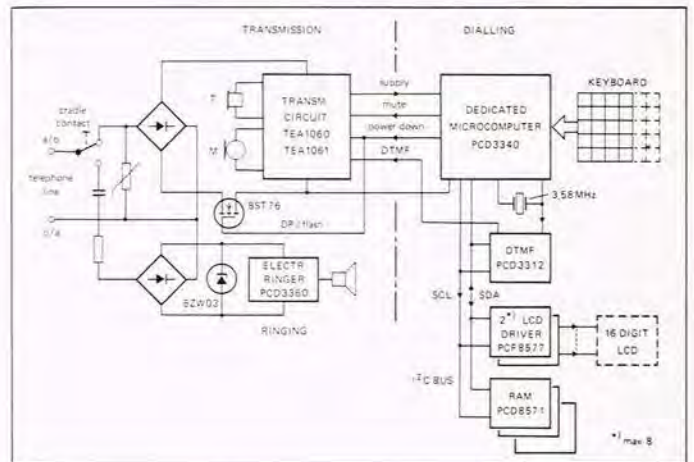 TRANSMISSION
DIALLING
cradle
contact
a/b
telephone
line
b/a
T
M
TRANSM
CIRCUIT
TEA1060
TEA1061
supply
mute
power down
DTMF
DEDICATED
MICROCOMPUTER
PCD3340
KEYBOARD
3,58 MHz
BST76
DP//flash
DTMF
PCD3312
ELECTR
RINGER
PCD3360
BZW03
RINGING
SCL
SDA
2*) LCD
DRIVER
PCF8577
16 DIGIT
LCD
I²C BUS
RAM
PCD8571
*) max 8